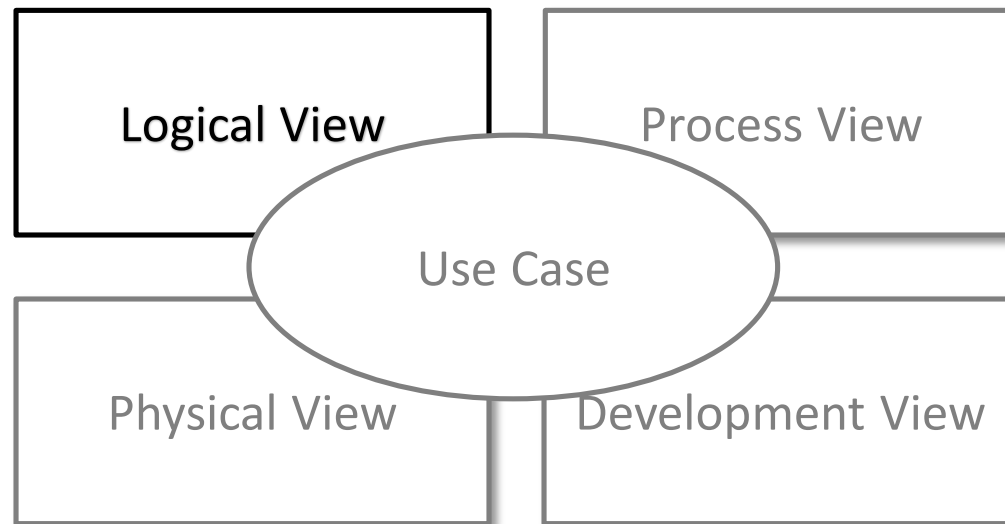 Logical View
Process View
Use Case
Physical View
Development View